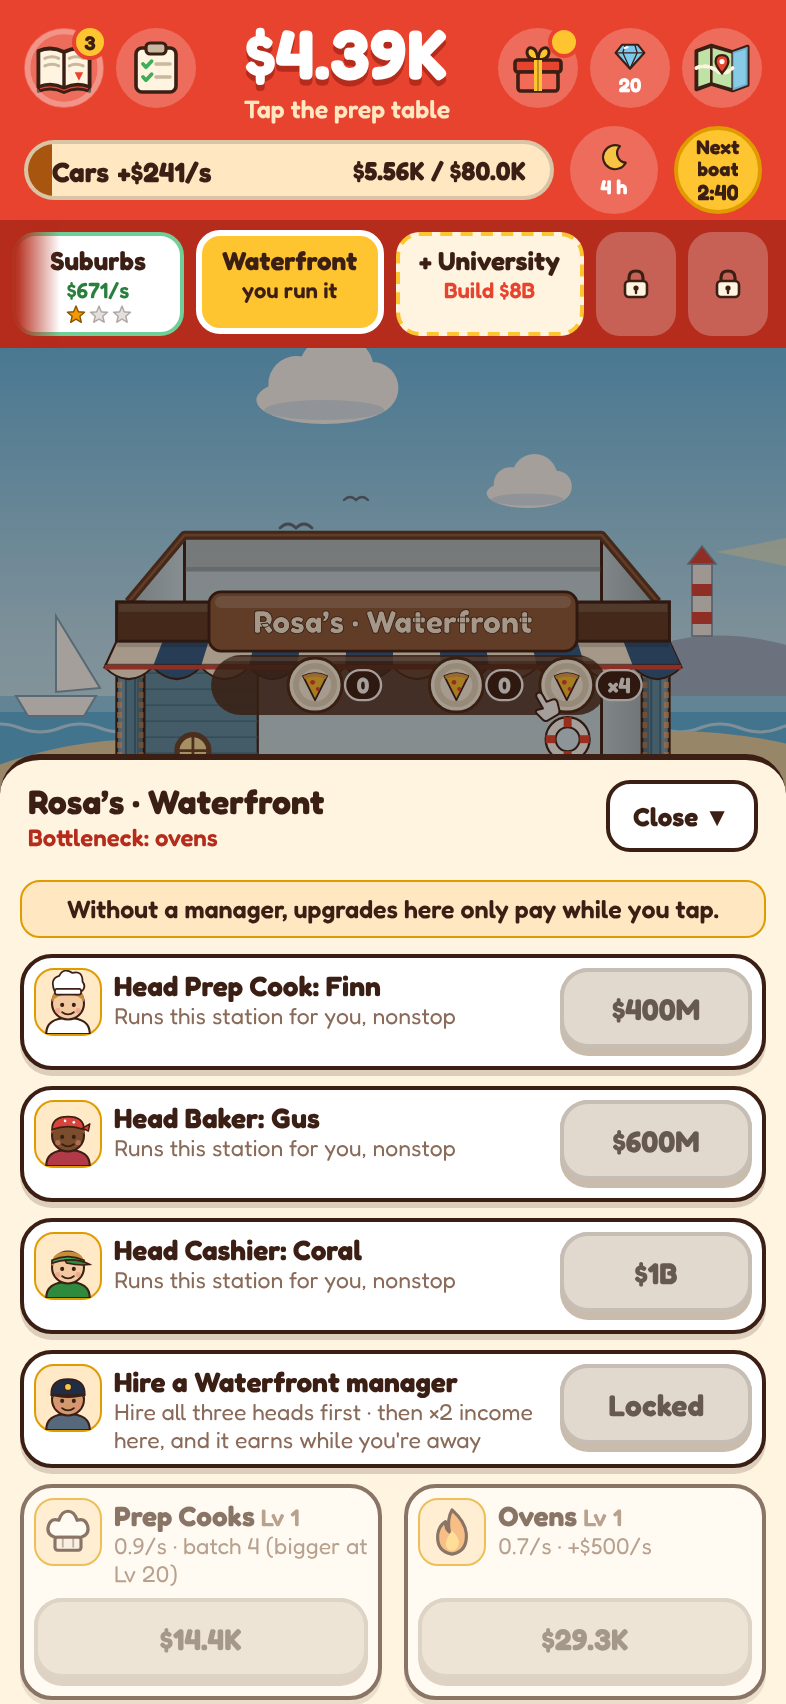 3
$4.39K
Tap the prep table
20
Cars +$241/s
$5.56K / $80.0K
4 h
Next
boat
2:40
Suburbs
$671/s
Waterfront
you run it
+ University
Build $8B
Rosa's · Waterfront
0
0
×4
Rosa's · Waterfront
Bottleneck: ovens
Close ▼
Without a manager, upgrades here only pay while you tap.
Head Prep Cook: Finn
Runs this station for you, nonstop
$400M
Head Baker: Gus
Runs this station for you, nonstop
$600M
Head Cashier: Coral
Runs this station for you, nonstop
$1B
Hire a Waterfront manager
Hire all three heads first · then ×2 income
here, and it earns while you're away
Locked
Prep Cooks Lv 1
0.9/s · batch 4 (bigger at
Lv 20)
$14.4K
Ovens Lv 1
0.7/s · +$500/s
$29.3K